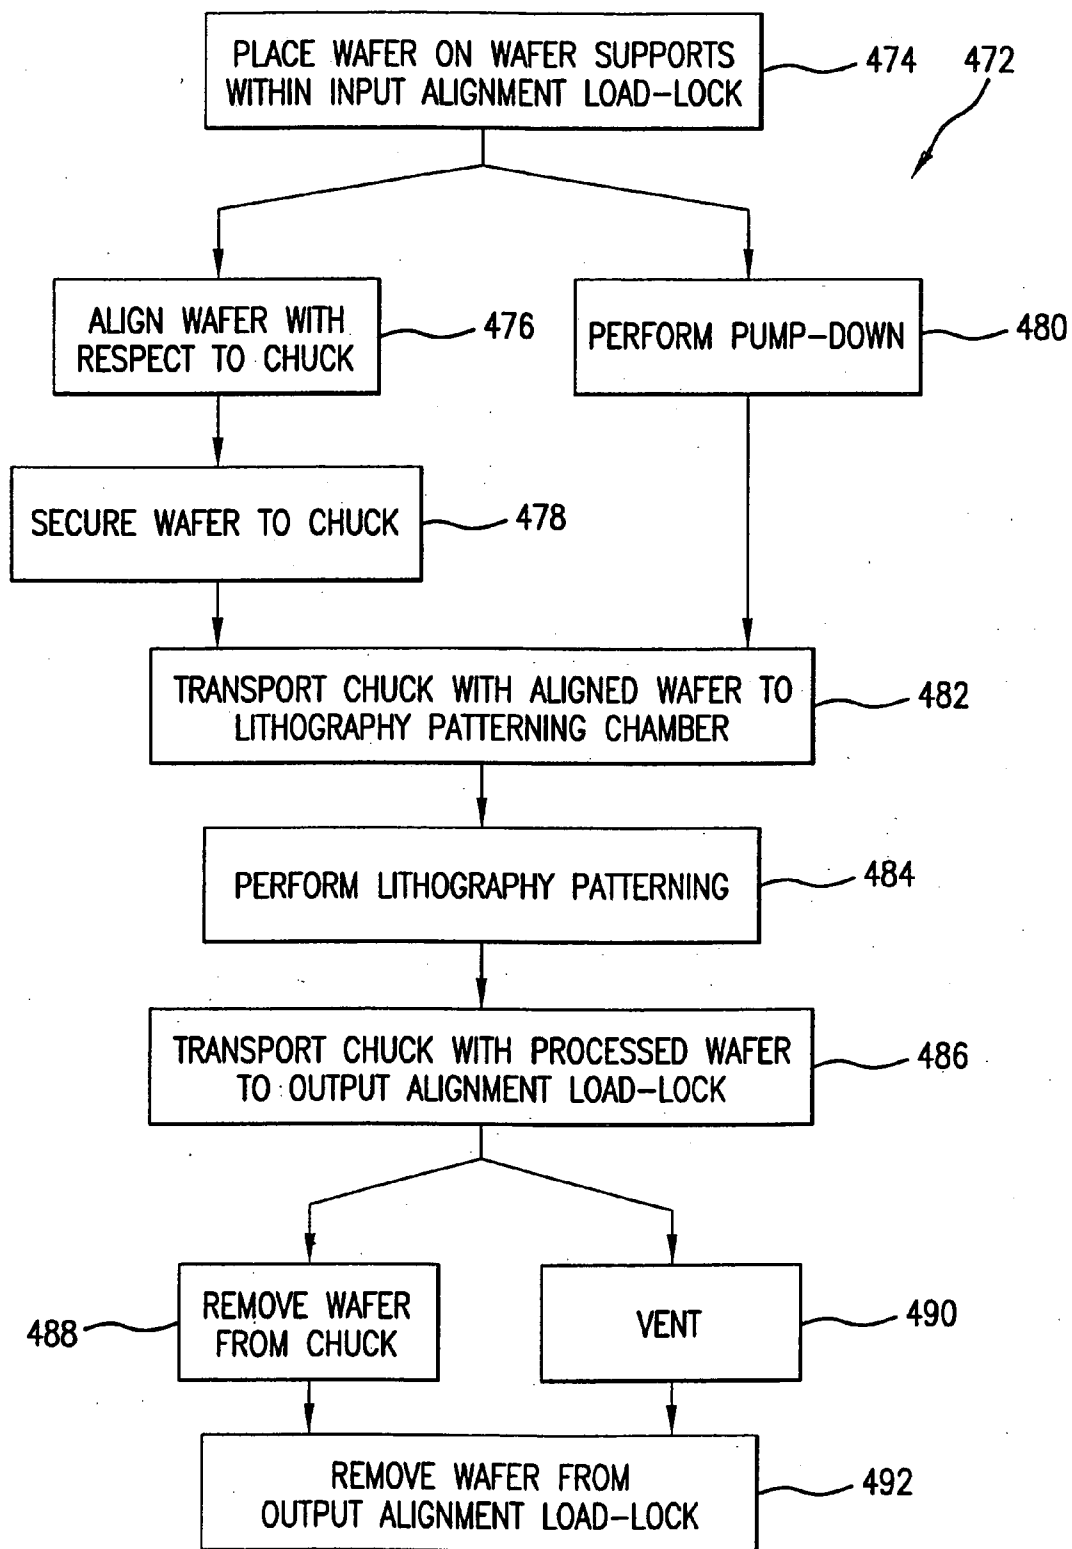 PLACE WAFER ON WAFER SUPPORTS
WITHIN INPUT ALIGNMENT LOAD-LOCK
474
472
ALIGN WAFER WITH
RESPECT TO CHUCK
476
PERFORM PUMP-DOWN
480
SECURE WAFER TO CHUCK
478
TRANSPORT CHUCK WITH ALIGNED WAFER TO
LITHOGRAPHY PATTERNING CHAMBER
482
PERFORM LITHOGRAPHY PATTERNING
484
TRANSPORT CHUCK WITH PROCESSED WAFER
TO OUTPUT ALIGNMENT LOAD-LOCK
486
488
REMOVE WAFER
FROM CHUCK
VENT
490
REMOVE WAFER FROM
OUTPUT ALIGNMENT LOAD-LOCK
492